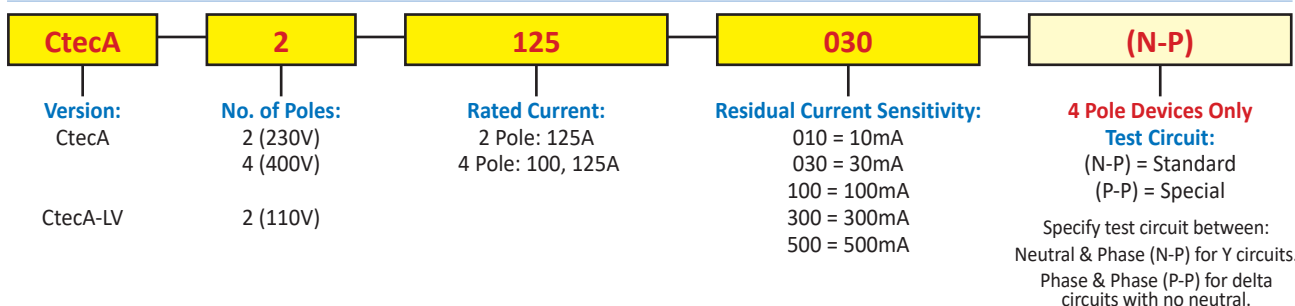 CtecA 2 125 030 (N-P)
Version:
CtecA
CtecA-LV
No. of Poles:
2 (230V)
4 (400V)
2 (110V)
Rated Current:
2 Pole: 125A
4 Pole: 100, 125A
Residual Current Sensitivity:
010 = 10mA
030 = 30mA
100 = 100mA
300 = 300mA
500 = 500mA
4 Pole Devices Only
Test Circuit:
(N-P) = Standard
(P-P) = Special
Specify test circuit between:
Neutral & Phase (N-P) for Y circuits.
Phase & Phase (P-P) for delta
circuits with no neutral.